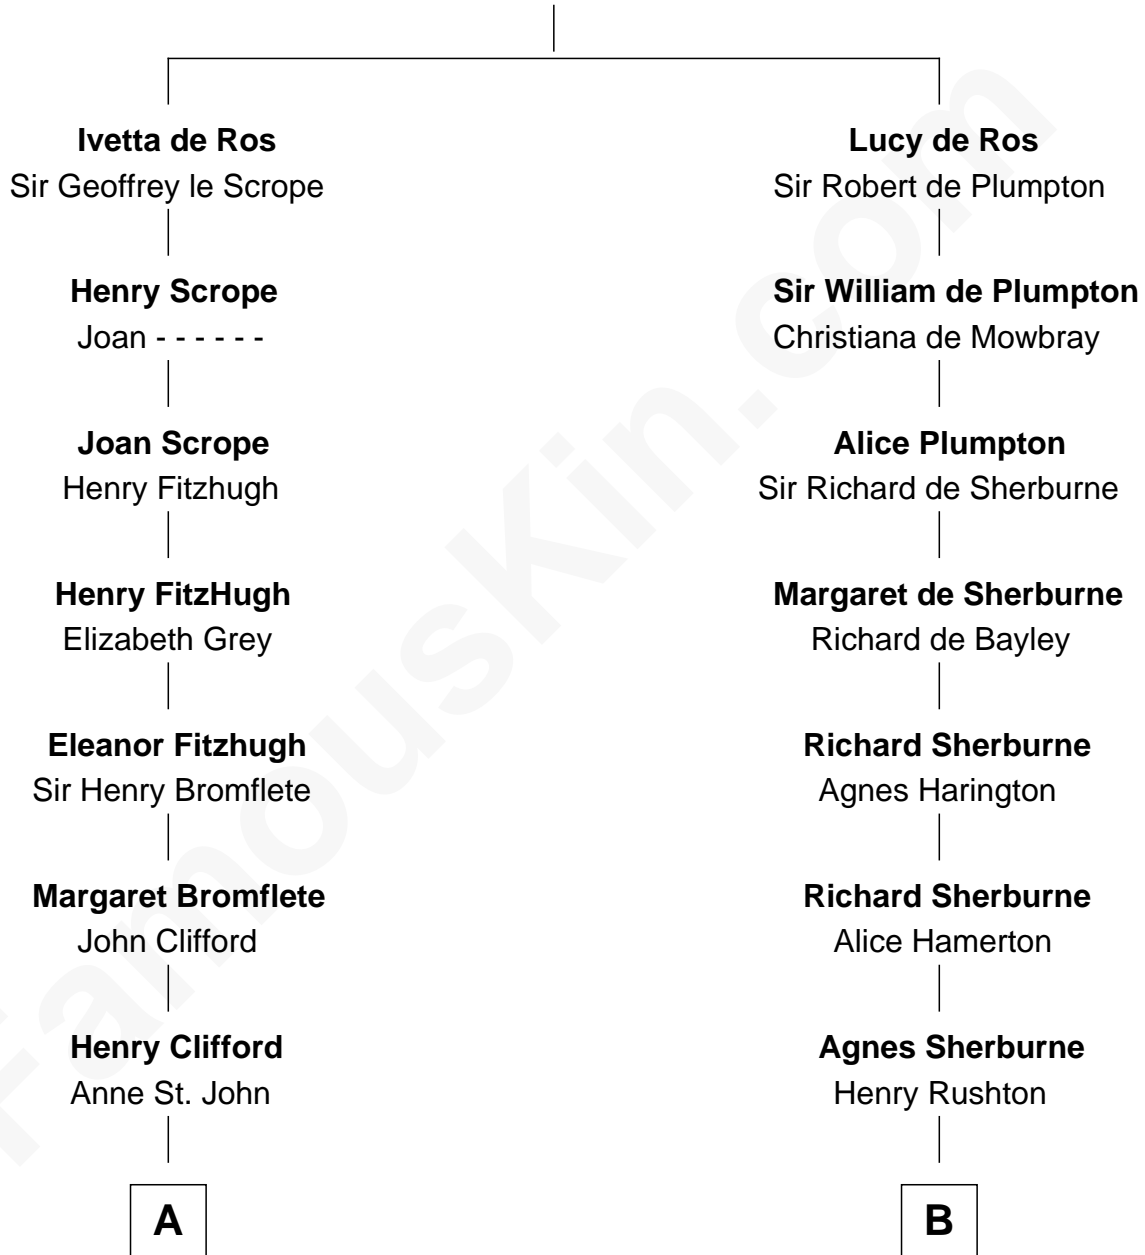 Ivetta de Ros
Sir Geoffrey le Scrope
Henry Scrope
Joan - - - - - -
Joan Scrope
Henry Fitzhugh
Henry FitzHugh
Elizabeth Grey
Eleanor Fitzhugh
Sir Henry Bromflete
Margaret Bromflete
John Clifford
Henry Clifford
Anne St. John
A
Lucy de Ros
Sir Robert de Plumpton
Sir William de Plumpton
Christiana de Mowbray
Alice Plumpton
Sir Richard de Sherburne
Margaret de Sherburne
Richard de Bayley
Richard Sherburne
Agnes Harington
Richard Sherburne
Alice Hamerton
Agnes Sherburne
Henry Rushton
B
FamousKin.com